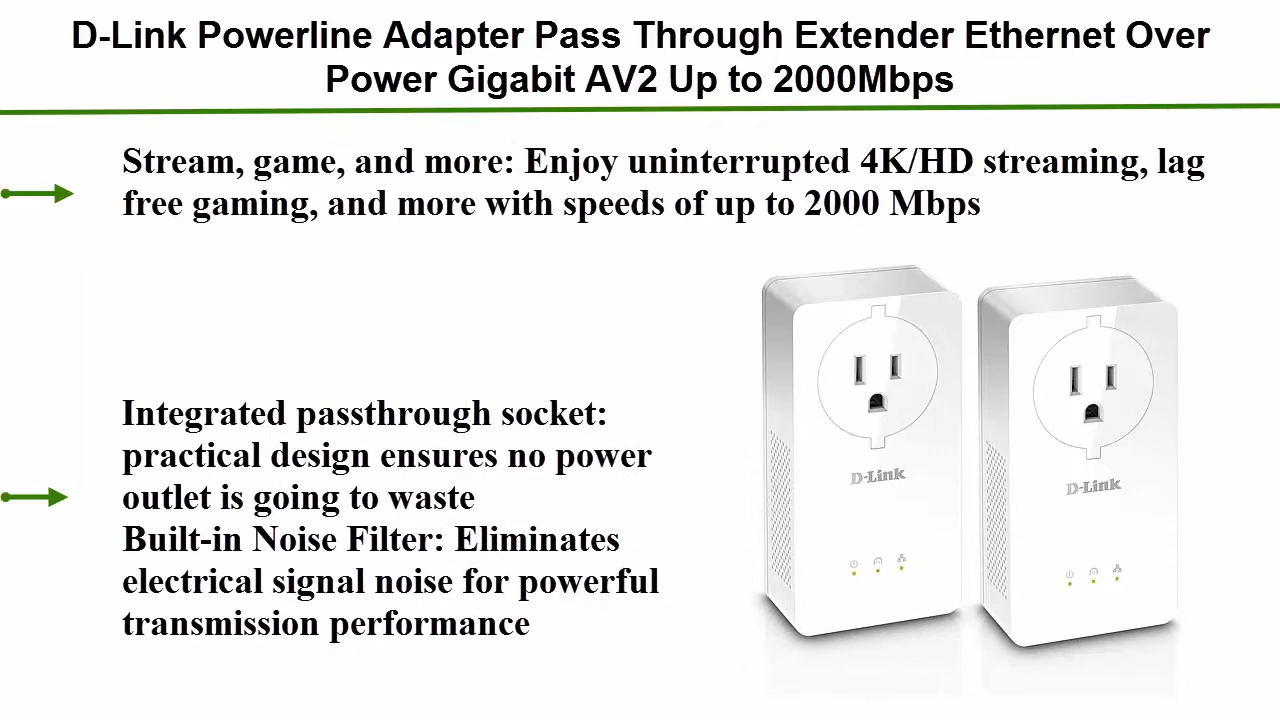 D-Link Powerline Adapter Pass Through Extender Ethernet Over
Power Gigabit AV2 Up to 2000Mbps
Stream, game, and more: Enjoy uninterrupted 4K/HD streaming, lag
free gaming, and more with speeds of up to 2000 Mbps
Integrated passthrough socket:
practical design ensures no power
outlet is going to waste
Built-in Noise Filter: Eliminates
electrical signal noise for powerful
transmission performance
D-Link
D-Link